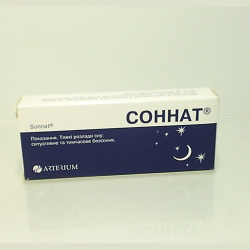 Sonnat®
СОННАТ®
Показання. Тяжкі розлади сну:
ситуативне та тимчасове безсоння.
ARTERIUM